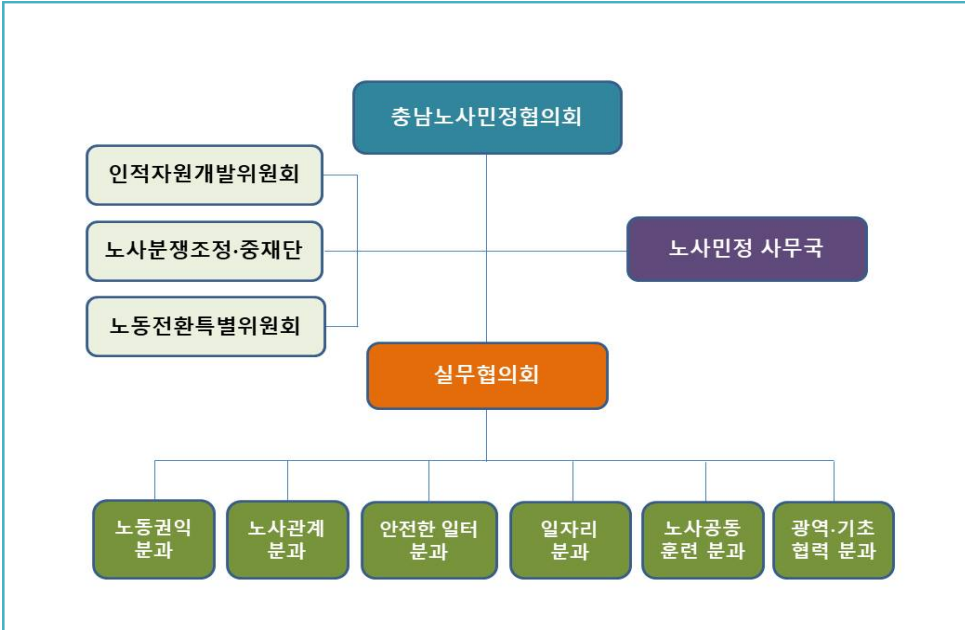 충남노사민정협의회
인적자원개발위원회
노사분쟁조정·중재단
노사민정 사무국
노동전환특별위원회
실무협의회
노동권익
분과
노사관계
분과
안전한 일터
분과
일자리
분과
노사공동
훈련 분과
광역·기초
협력 분과